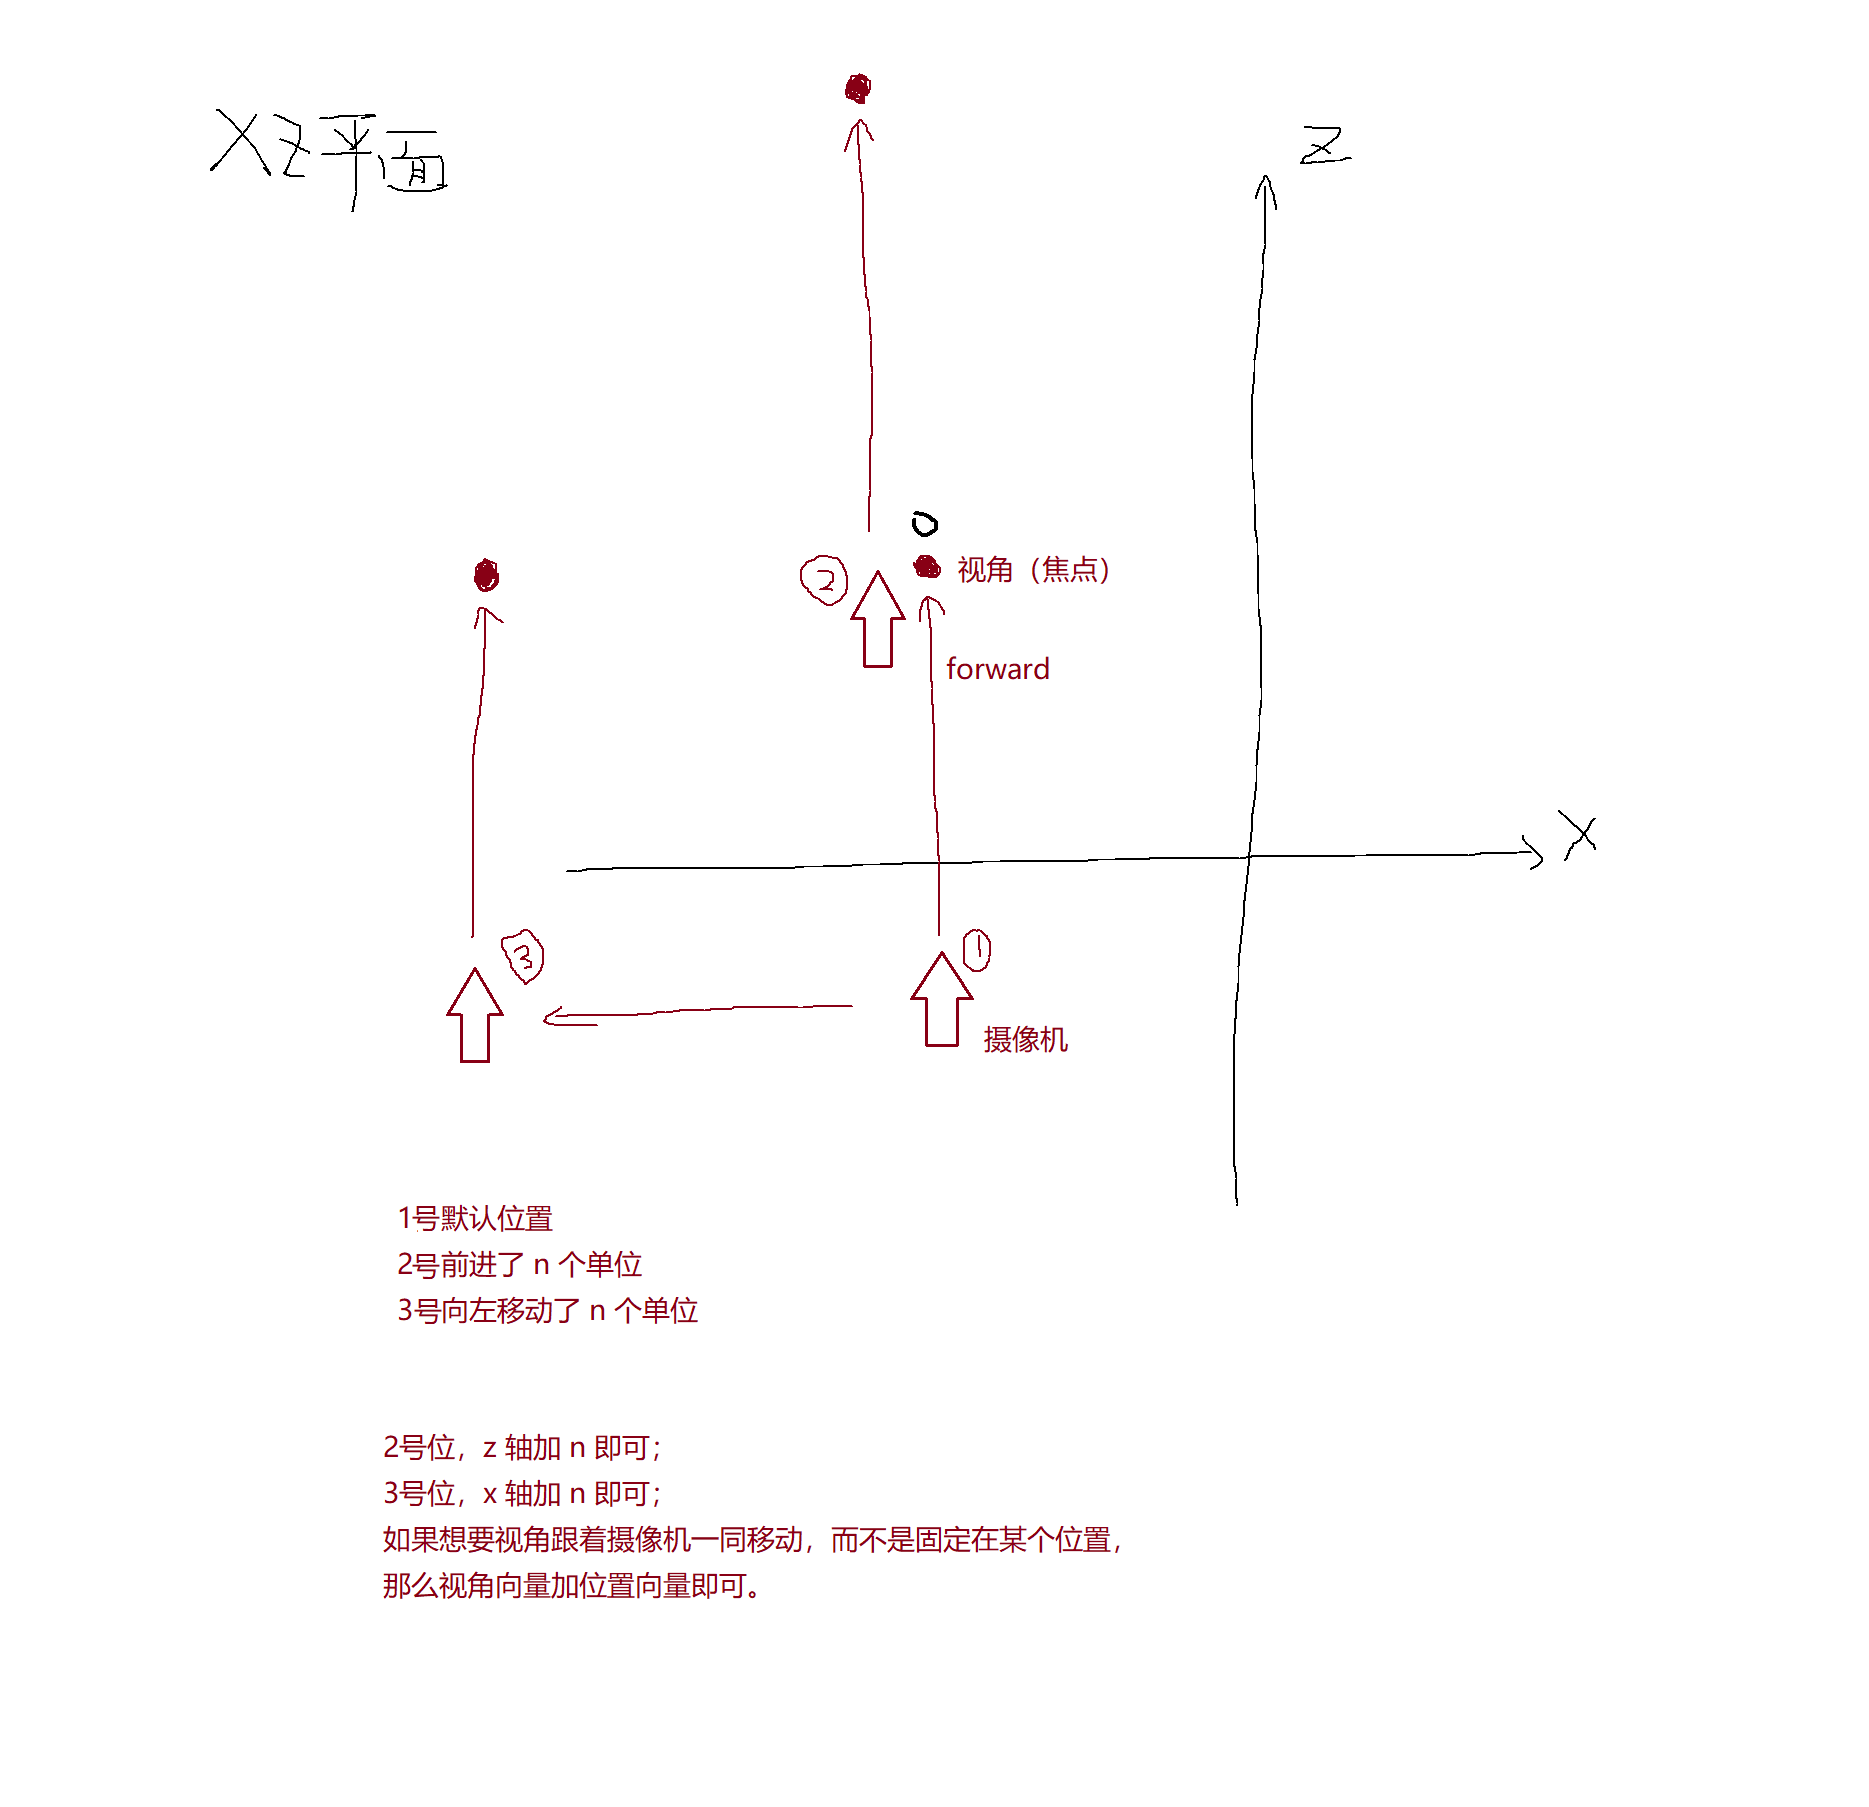 XZ平面
Z
O
② 视角（焦点）
forward
X
③
①
摄像机
1号默认位置
2号前进了 n 个单位
3号向左移动了 n 个单位
2号位，z 轴加 n 即可；
3号位，x 轴加 n 即可；
如果想要视角跟着摄像机一同移动，而不是固定在某个位置，
那么视角向量加位置向量即可。